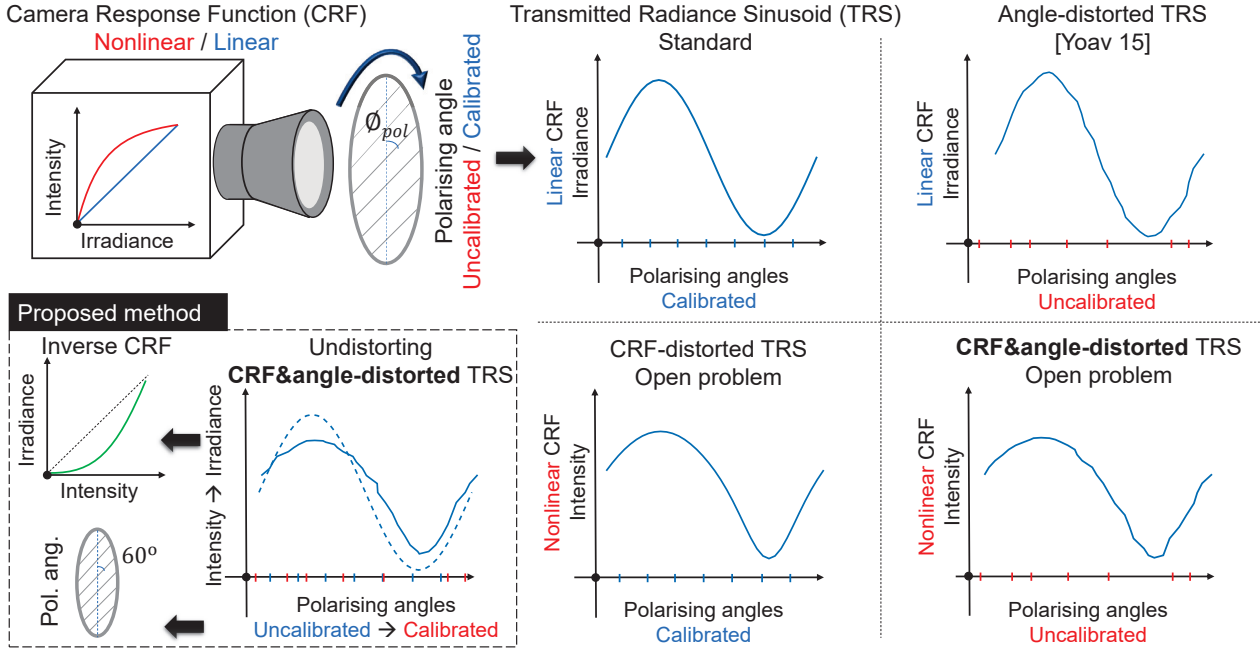 Camera Response Function (CRF)
Nonlinear / Linear
Intensity
Irradiance
Ø_pol
Polarising angle
Uncalibrated / Calibrated
Transmitted Radiance Sinusoid (TRS)
Standard
Linear CRF
Irradiance
Polarising angles
Calibrated
Angle-distorted TRS
[Yoav 15]
Linear CRF
Irradiance
Polarising angles
Uncalibrated
Proposed method
Inverse CRF
Irradiance
Intensity
Pol. ang.
60º
Undistorting
CRF&angle-distorted TRS
Intensity → Irradiance
Polarising angles
Uncalibrated → Calibrated
CRF-distorted TRS
Open problem
Nonlinear CRF
Intensity
Polarising angles
Calibrated
CRF&angle-distorted TRS
Open problem
Nonlinear CRF
Intensity
Polarising angles
Uncalibrated